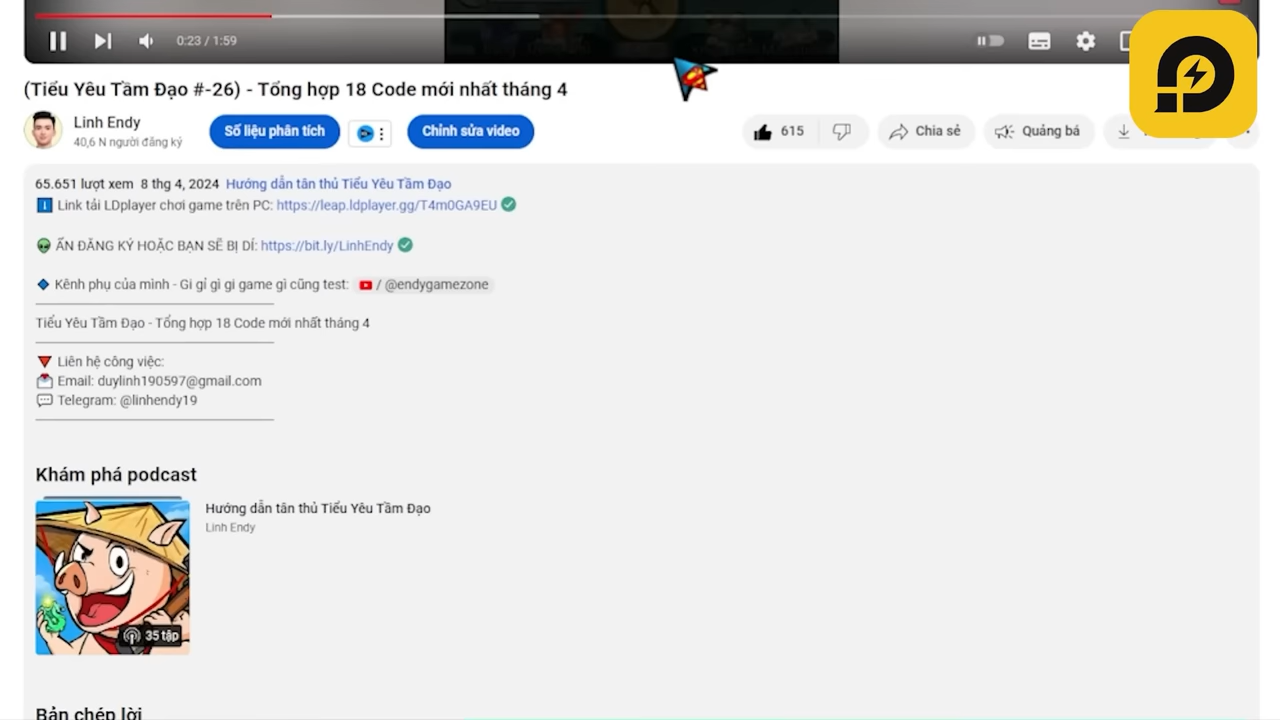 0:23 / 1:59
(Tiểu Yêu Tầm Đạo #-26) - Tổng hợp 18 Code mới nhất tháng 4
Linh Endy
40,6 N người đăng ký
Số liệu phân tích
Chỉnh sửa video
615
Chia sẻ
Quảng bá
65.651 lượt xem 8 thg 4, 2024 Hướng dẫn tân thủ Tiểu Yêu Tầm Đạo
Link tải LDplayer chơi game trên PC: https://leap.ldplayer.gg/T4m0GA9EU
ẤN ĐĂNG KÝ HOẶC BẠN SẼ BỊ DÍ: https://bit.ly/LinhEndy
Kênh phụ của mình - Gi gỉ gì gi game gì cũng test: / @endygamezone
Tiểu Yêu Tầm Đạo - Tổng hợp 18 Code mới nhất tháng 4
Liên hệ công việc:
Email: duylinh190597@gmail.com
Telegram: @linhendy19
Khám phá podcast
Hướng dẫn tân thủ Tiểu Yêu Tầm Đạo
Linh Endy
35 tập
Bản chép lời